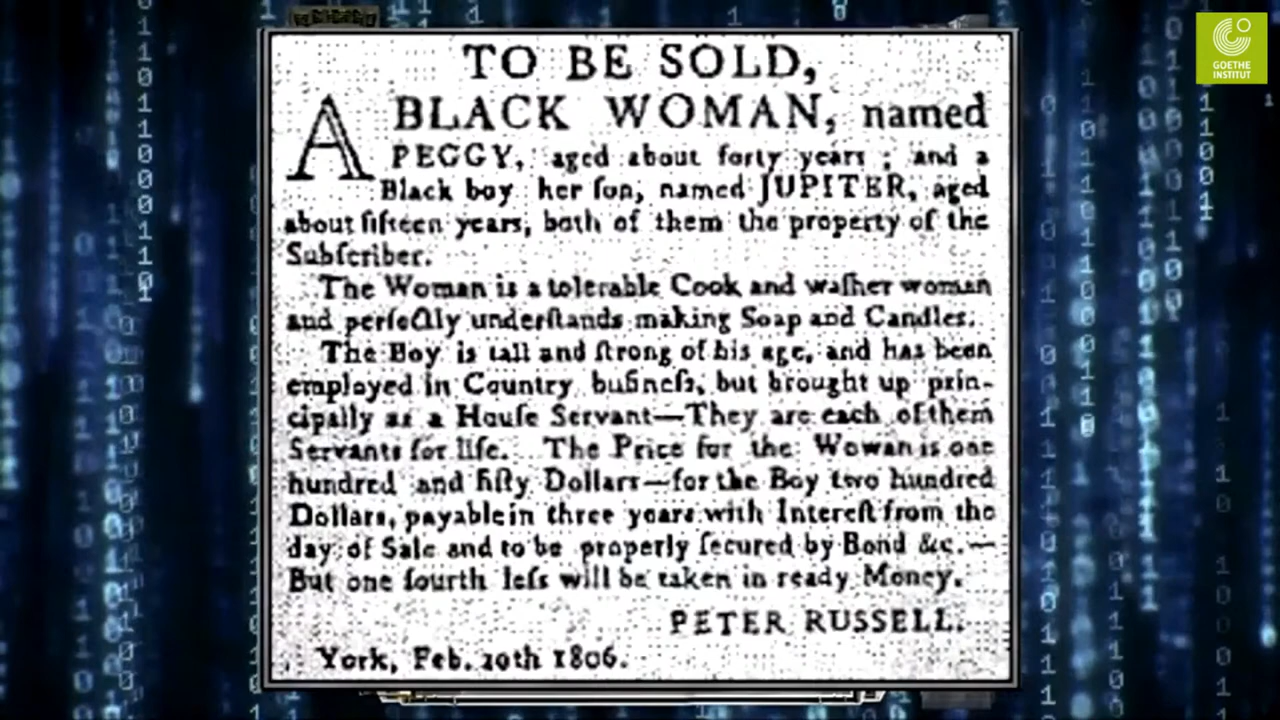 TO BE SOLD,
A BLACK WOMAN, named
PEGGY, aged about forty years ; and a
Black boy her ſon, named JUPITER, aged
about fifteen years, both of them the property of the
Subſcriber.
The Woman is a tolerable Cook and waſher woman
and perfectly underſtands making Soap and Candles.
The Boy is tall and ſtrong of his age, and has been
employed in Country buſineſs, but brought up prin-
cipally as a Houſe Servant—They are each of them
Servants for life. The Price for the Wowan is one
hundred and fifty Dollars—for the Boy two hundred
Dollars, payable in three years with Intereſt from the
day of Sale and to be properly ſecured by Bond &c.—
But one fourth leſs will be taken in ready Money.
PETER RUSSELL.
York, Feb. 10th 1806.
GOETHE
INSTITUT